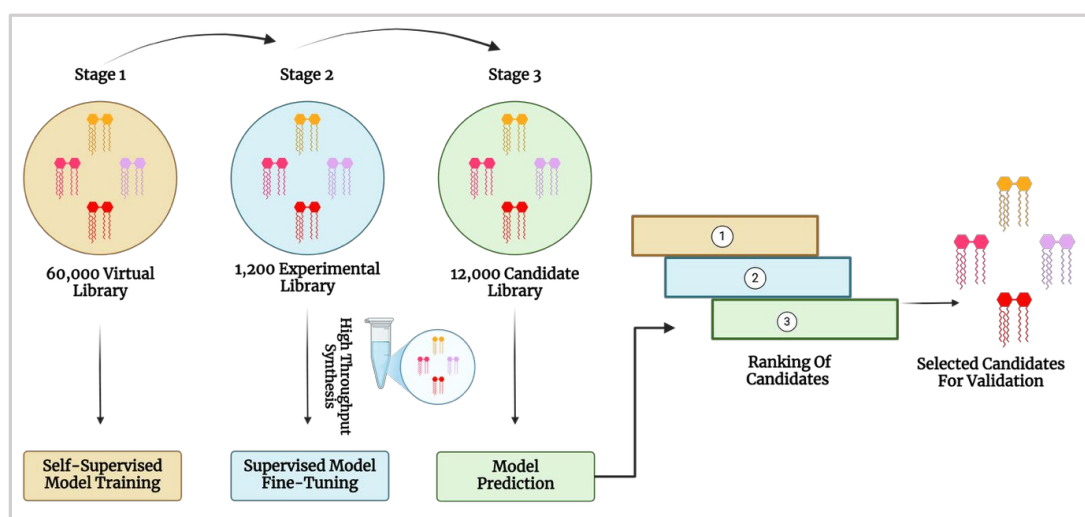 Stage 1
Stage 2
Stage 3
60,000 Virtual
Library
1,200 Experimental
Library
12,000 Candidate
Library
High Throughput
Synthesis
Self-Supervised
Model Training
Supervised Model
Fine-Tuning
Model
Prediction
1
2
3
Ranking Of
Candidates
Selected Candidates
For Validation